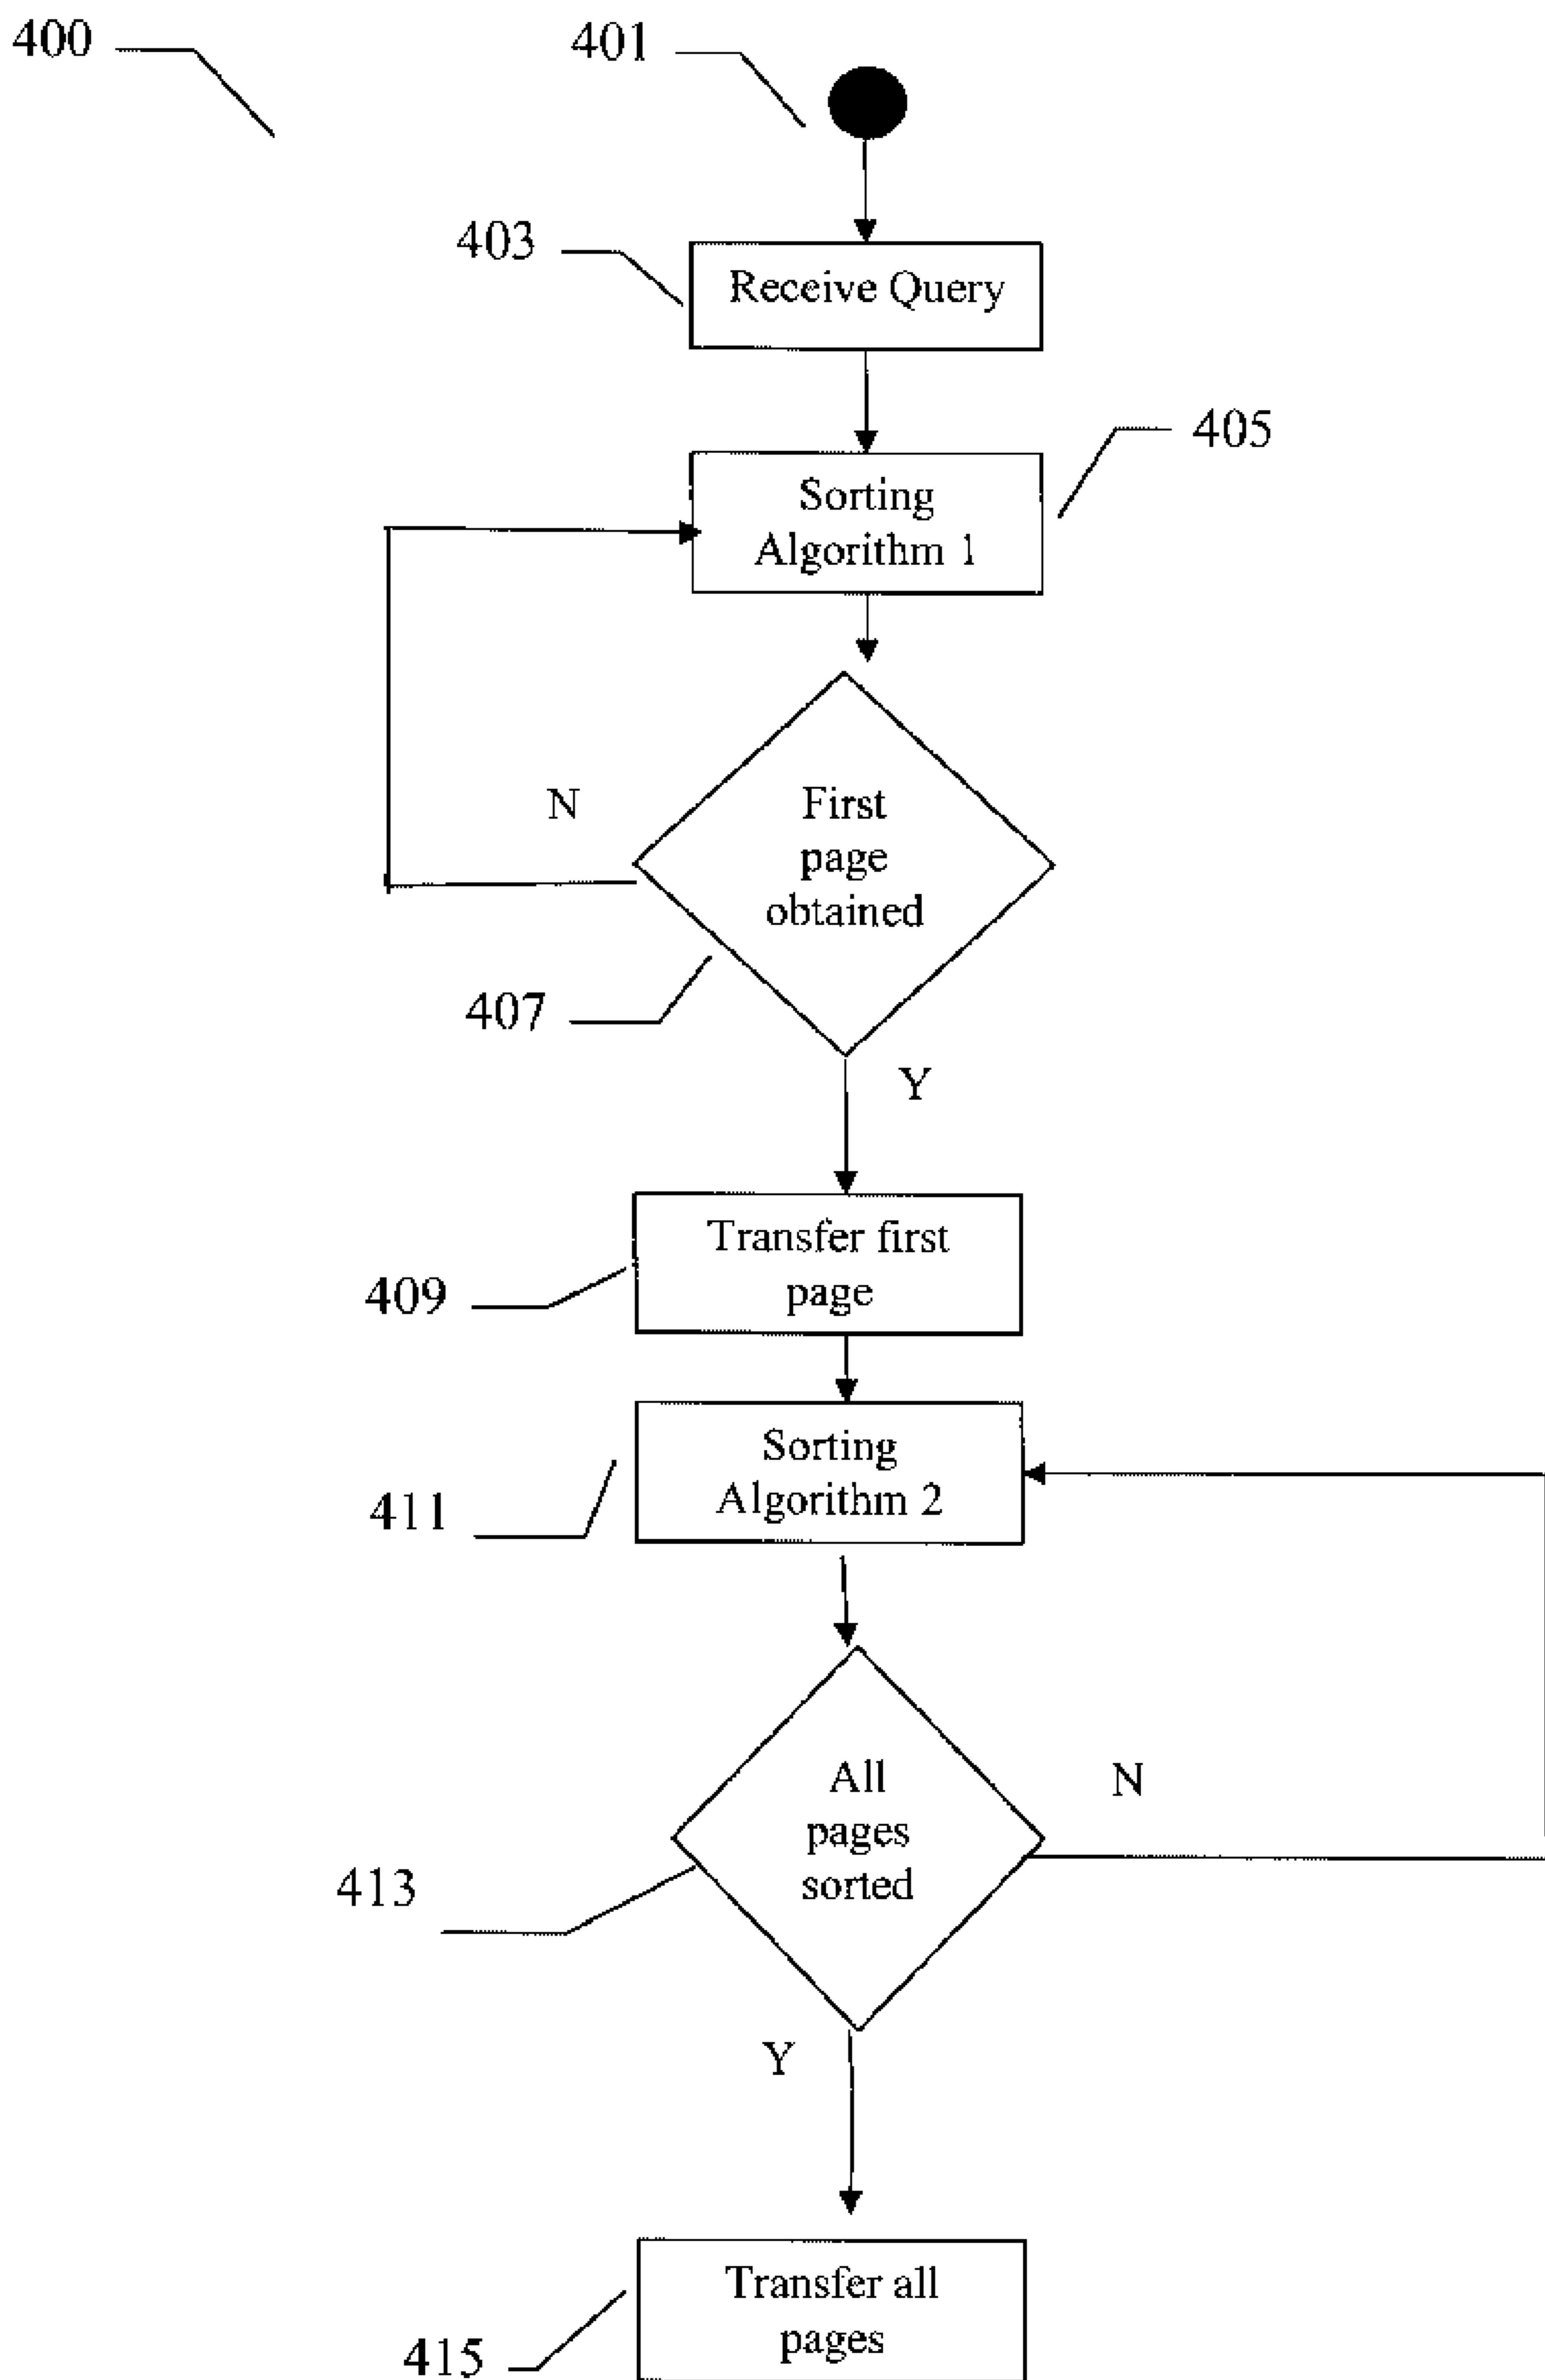 400
401
403
Receive Query
405
Sorting
Algorithm 1
N
First
page
obtained
407
Y
Transfer first
page
409
Sorting
Algorithm 2
411
All
pages
sorted
N
413
Y
Transfer all
pages
415